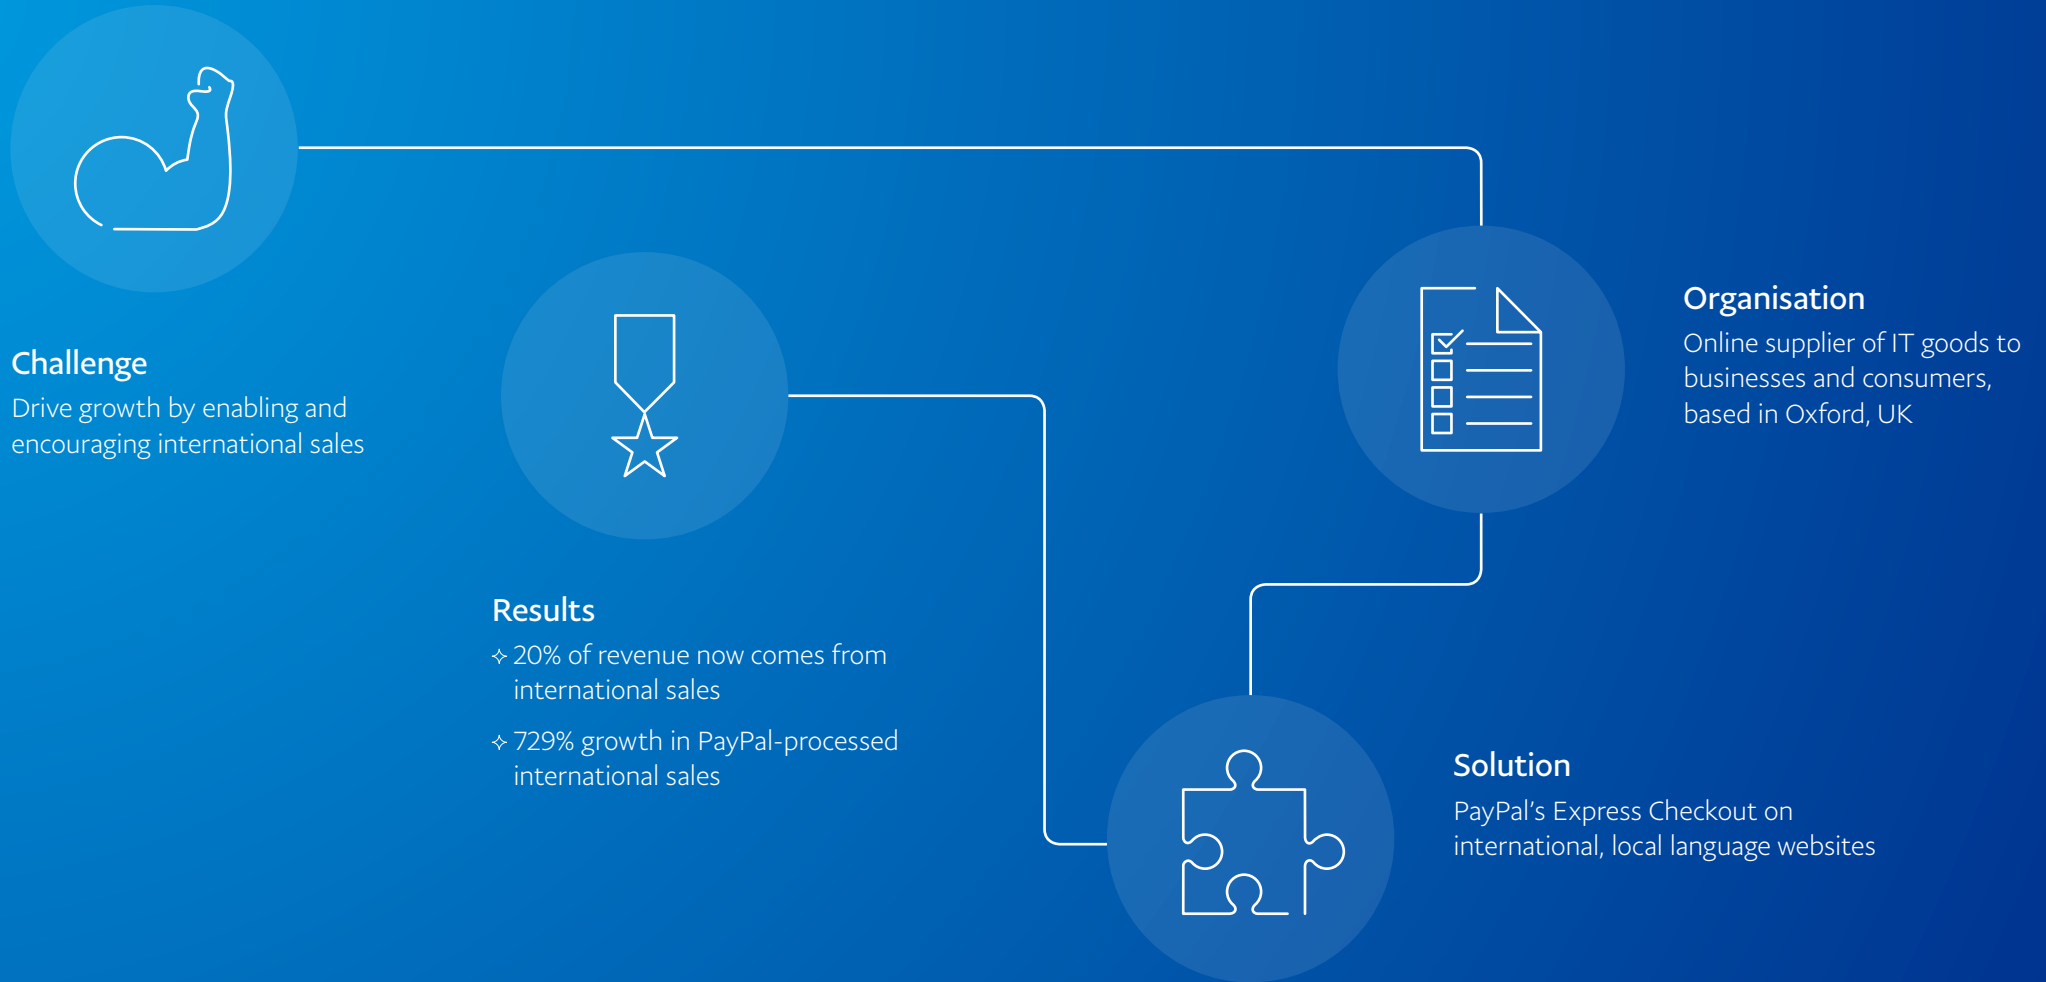 Challenge
Drive growth by enabling and
encouraging international sales
Organisation
Online supplier of IT goods to
businesses and consumers,
based in Oxford, UK
Results
✧ 20% of revenue now comes from
international sales
✧ 729% growth in PayPal-processed
international sales
Solution
PayPal’s Express Checkout on
international, local language websites